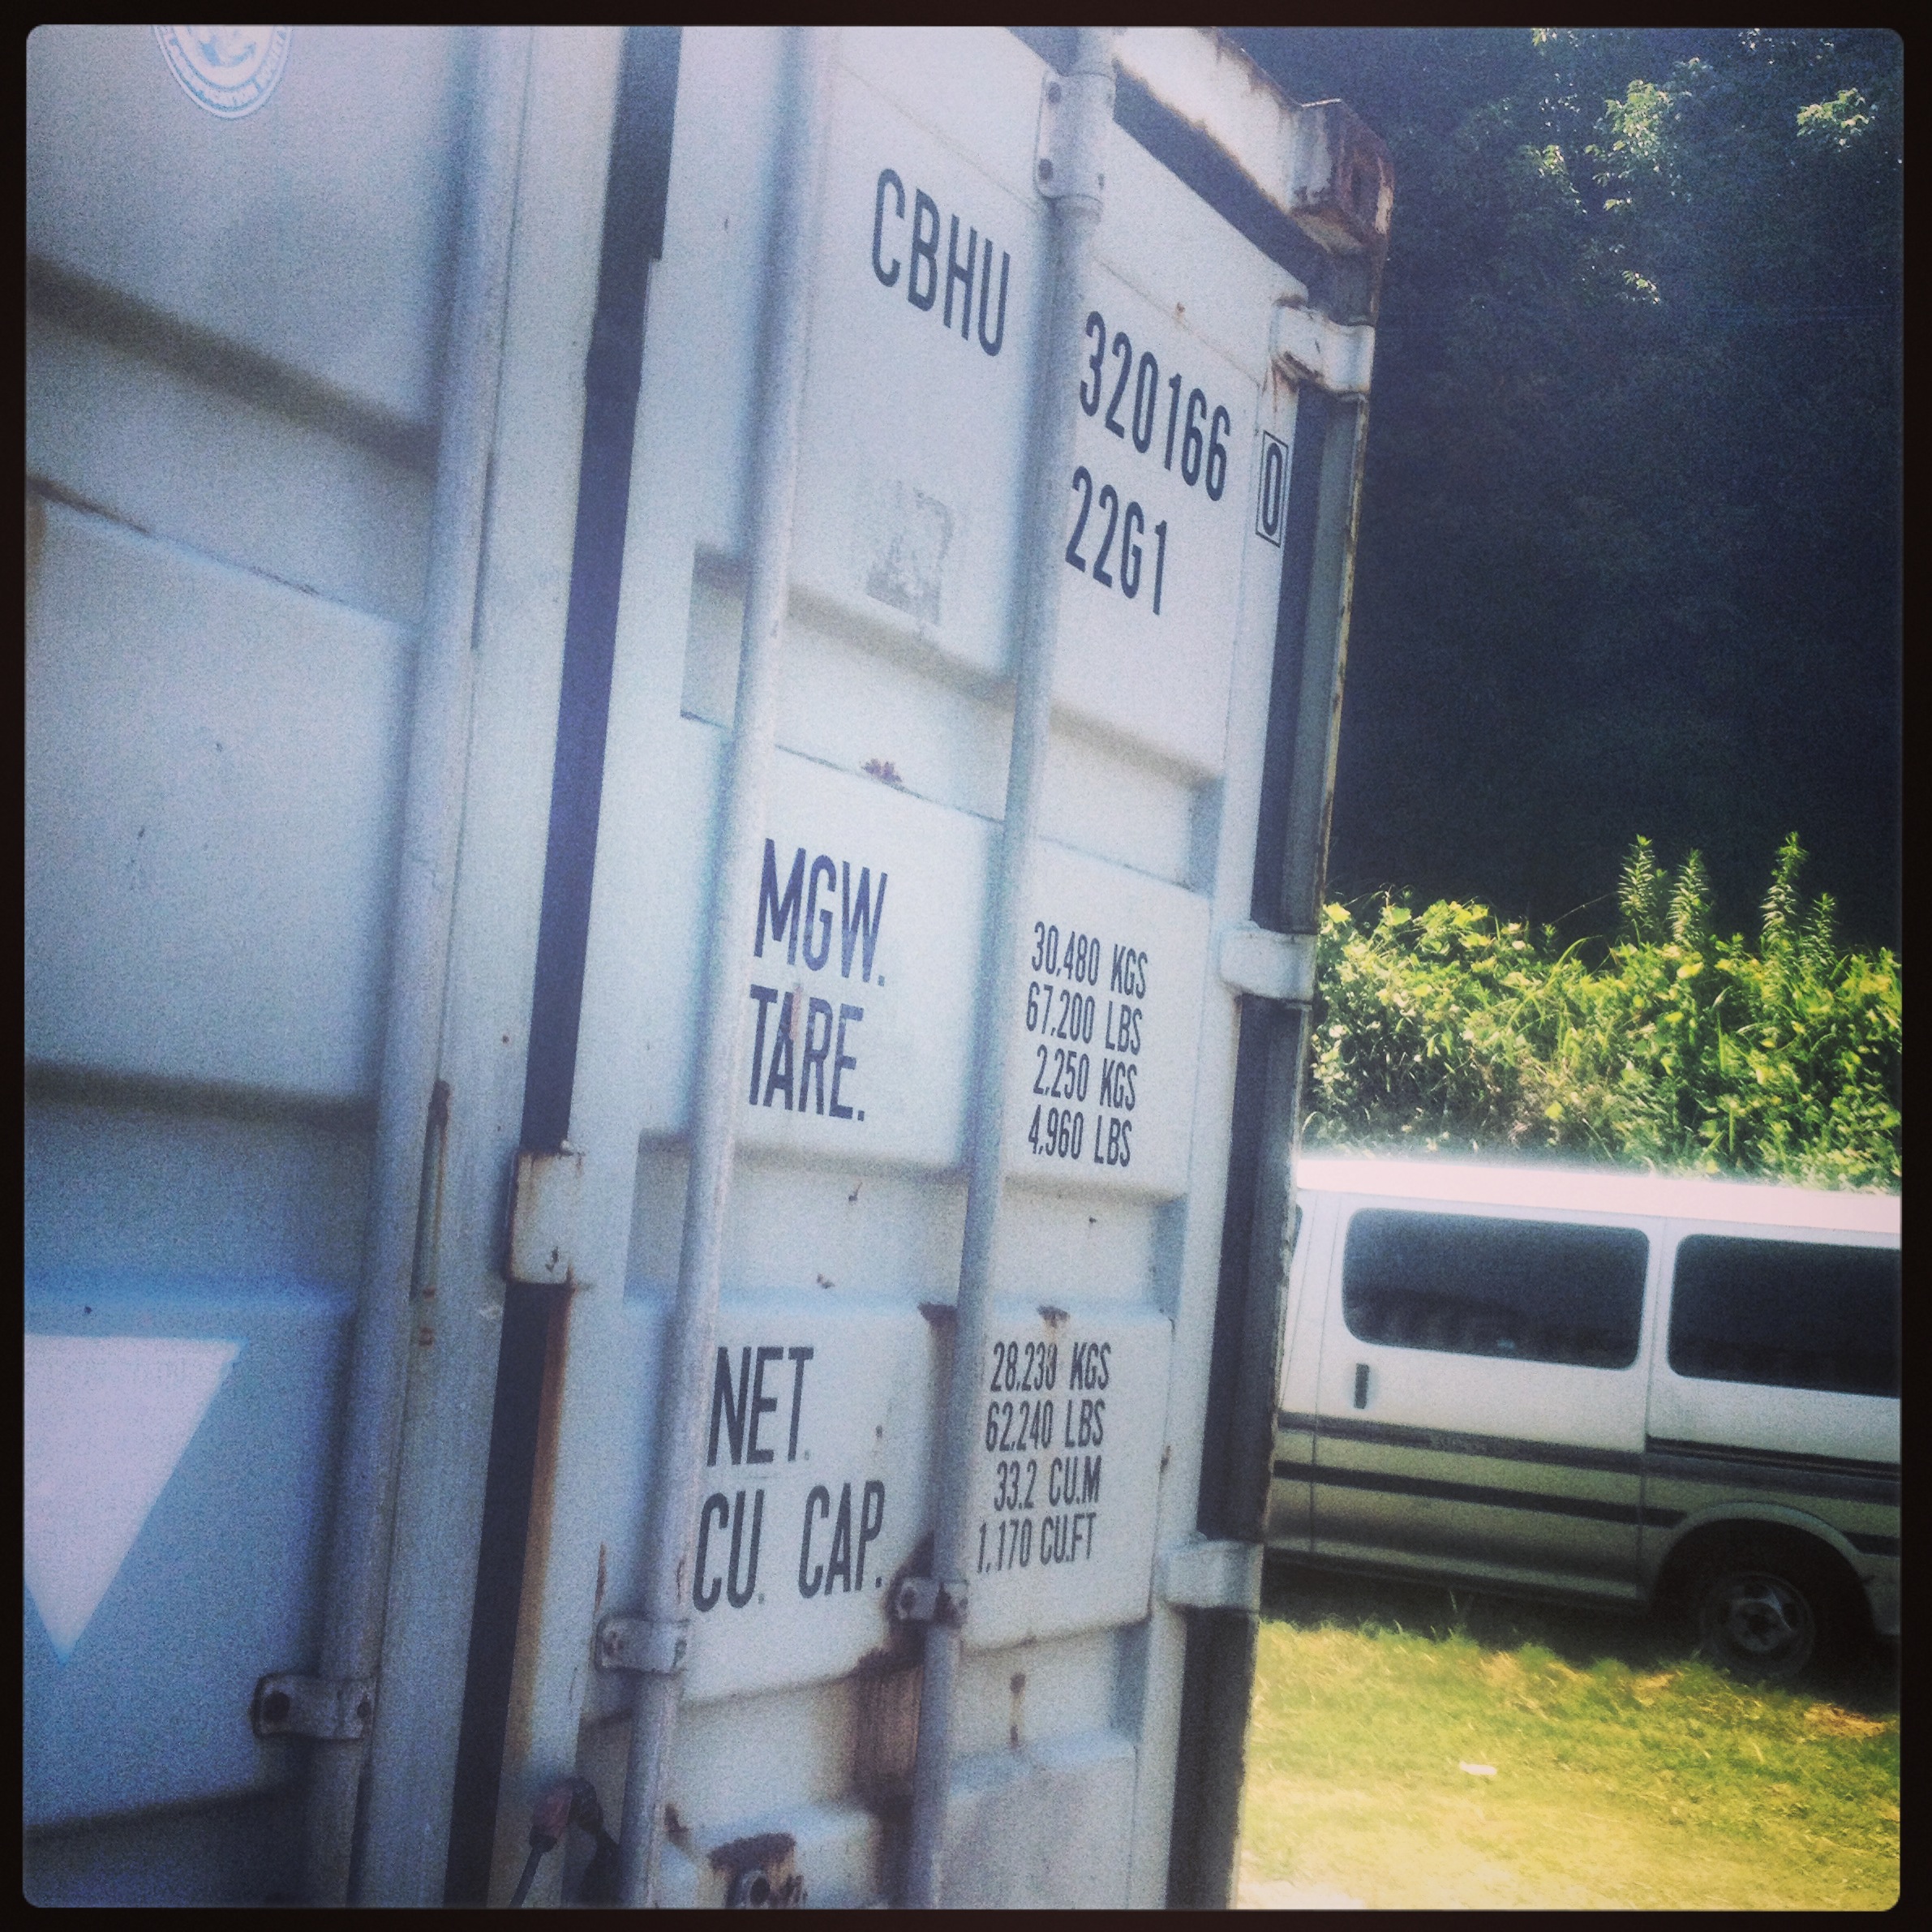 CBHU
320166 0
22G1
MGW.
30.480 KGS
67.200 LBS
TARE.
2.250 KGS
4.960 LBS
NET.
28.230 KGS
62.240 LBS
CU. CAP.
33.2 CU.M
1.170 CU.FT